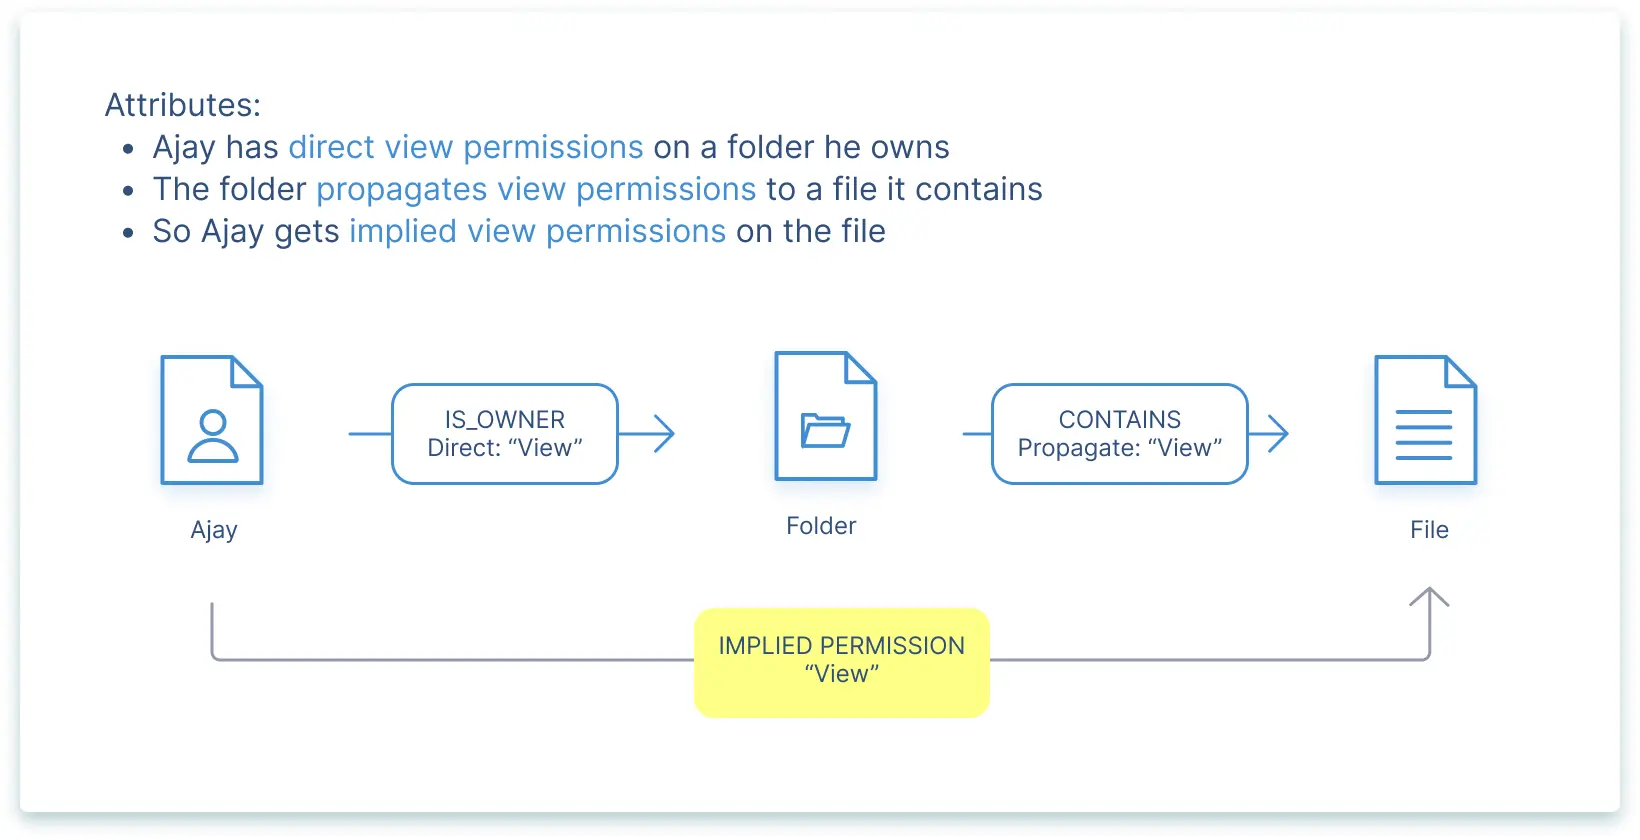 Attributes:
• Ajay has direct view permissions on a folder he owns
• The folder propagates view permissions to a file it contains
• So Ajay gets implied view permissions on the file
IS_OWNER
Direct: “View”
CONTAINS
Propagate: “View”
Ajay
Folder
File
IMPLIED PERMISSION
“View”